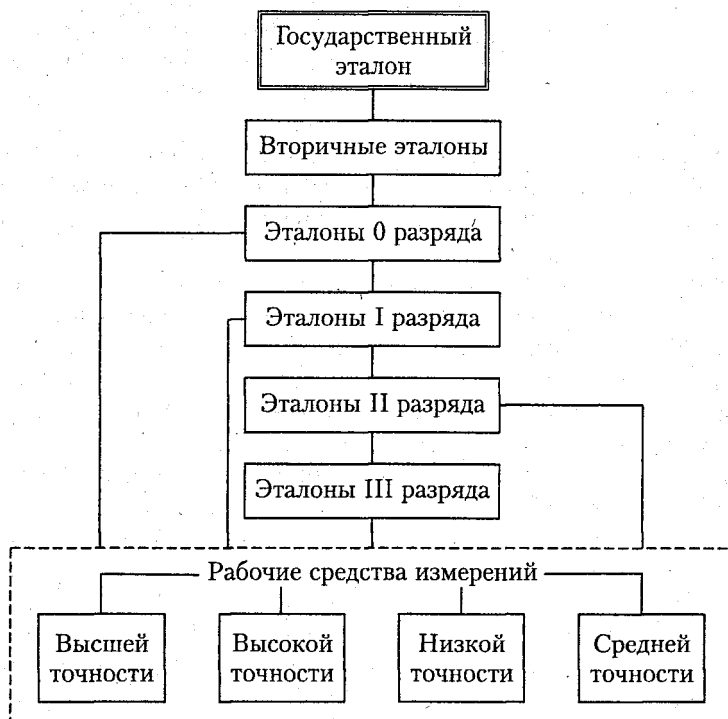 Государственный
эталон
Вторичные эталоны
Эталоны 0 разряда
Эталоны I разряда
Эталоны II разряда
Эталоны III разряда
Рабочие средства измерений
Высшей
точности
Высокой
точности
Низкой
точности
Средней
точности